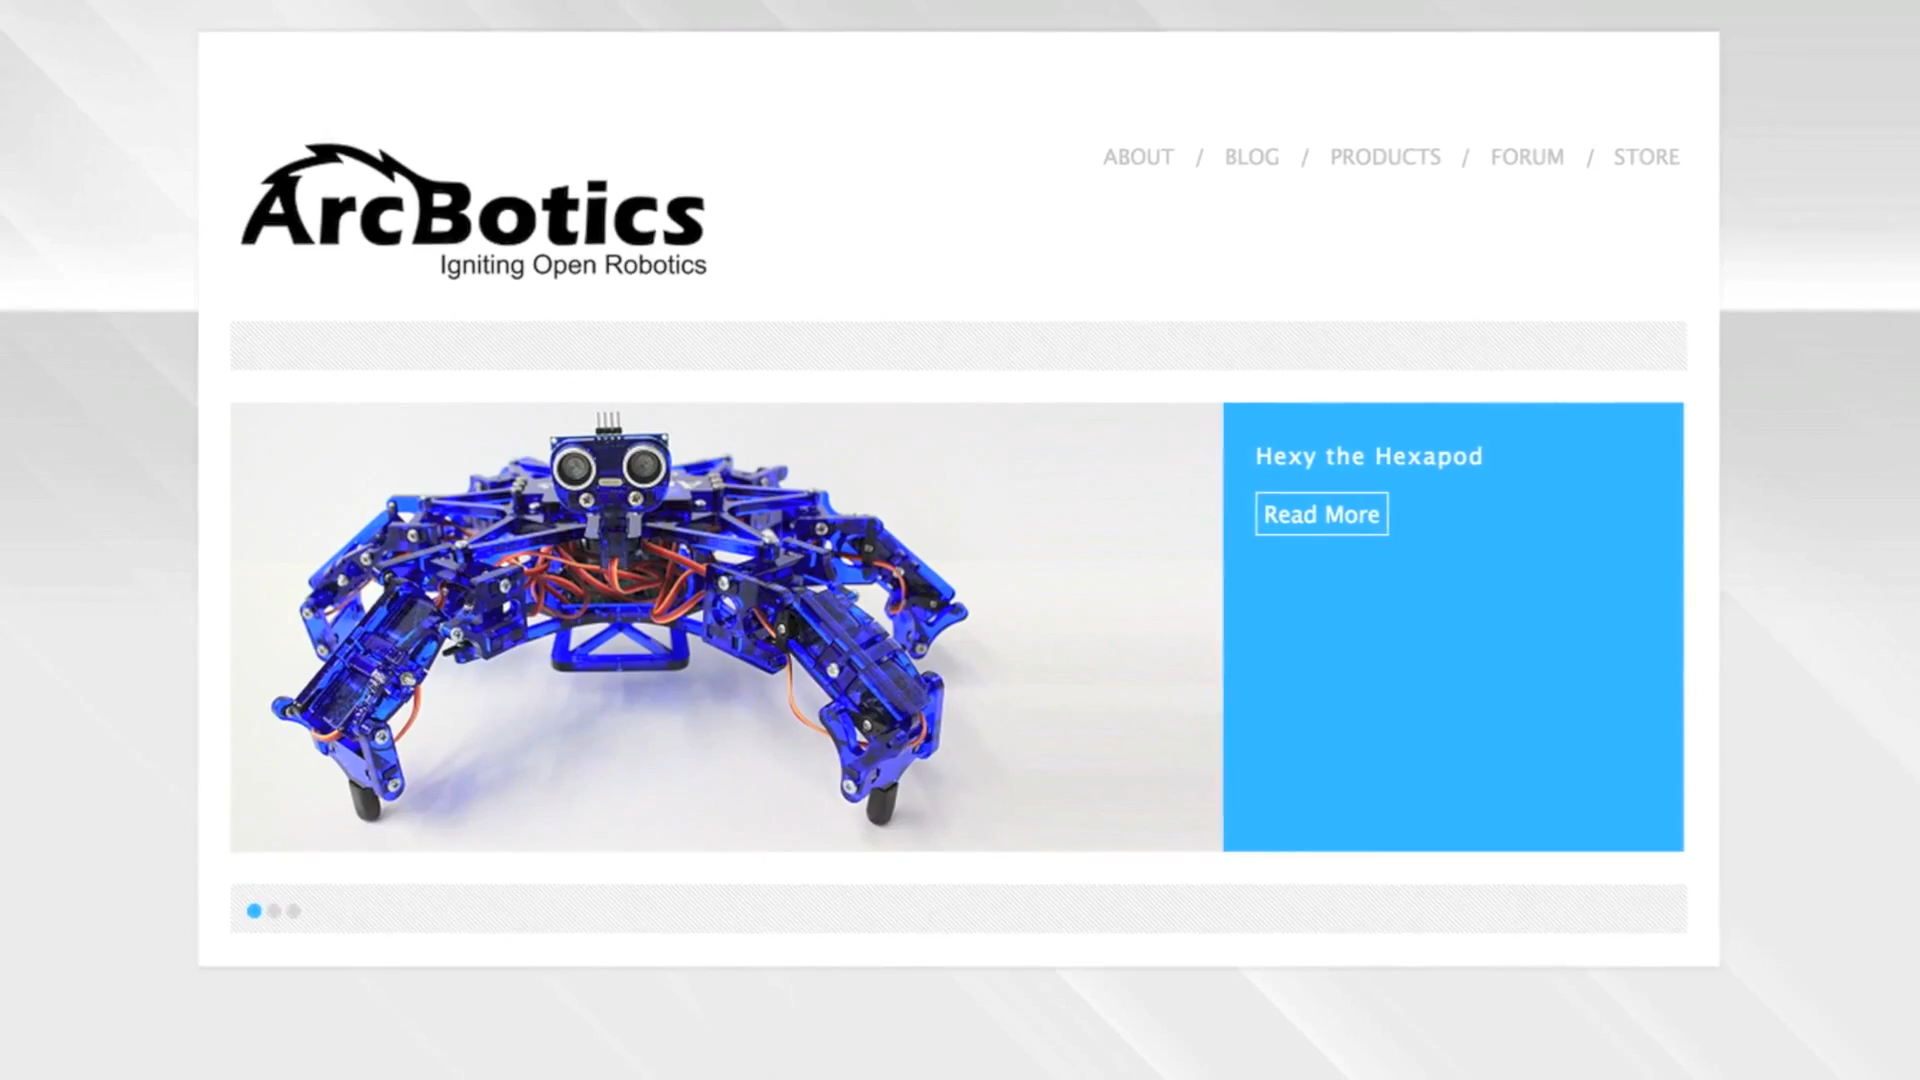 ABOUT / BLOG / PRODUCTS / FORUM / STORE
ArcBotics
Igniting Open Robotics
Hexy the Hexapod
Read More